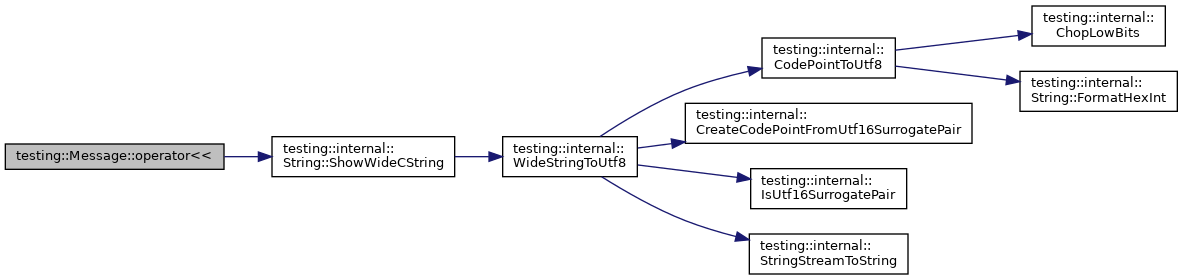 testing::Message::operator<<
testing::internal::
String::ShowWideCString
testing::internal::
WideStringToUtf8
testing::internal::
CodePointToUtf8
testing::internal::
ChopLowBits
testing::internal::
String::FormatHexInt
testing::internal::
CreateCodePointFromUtf16SurrogatePair
testing::internal::
IsUtf16SurrogatePair
testing::internal::
StringStreamToString